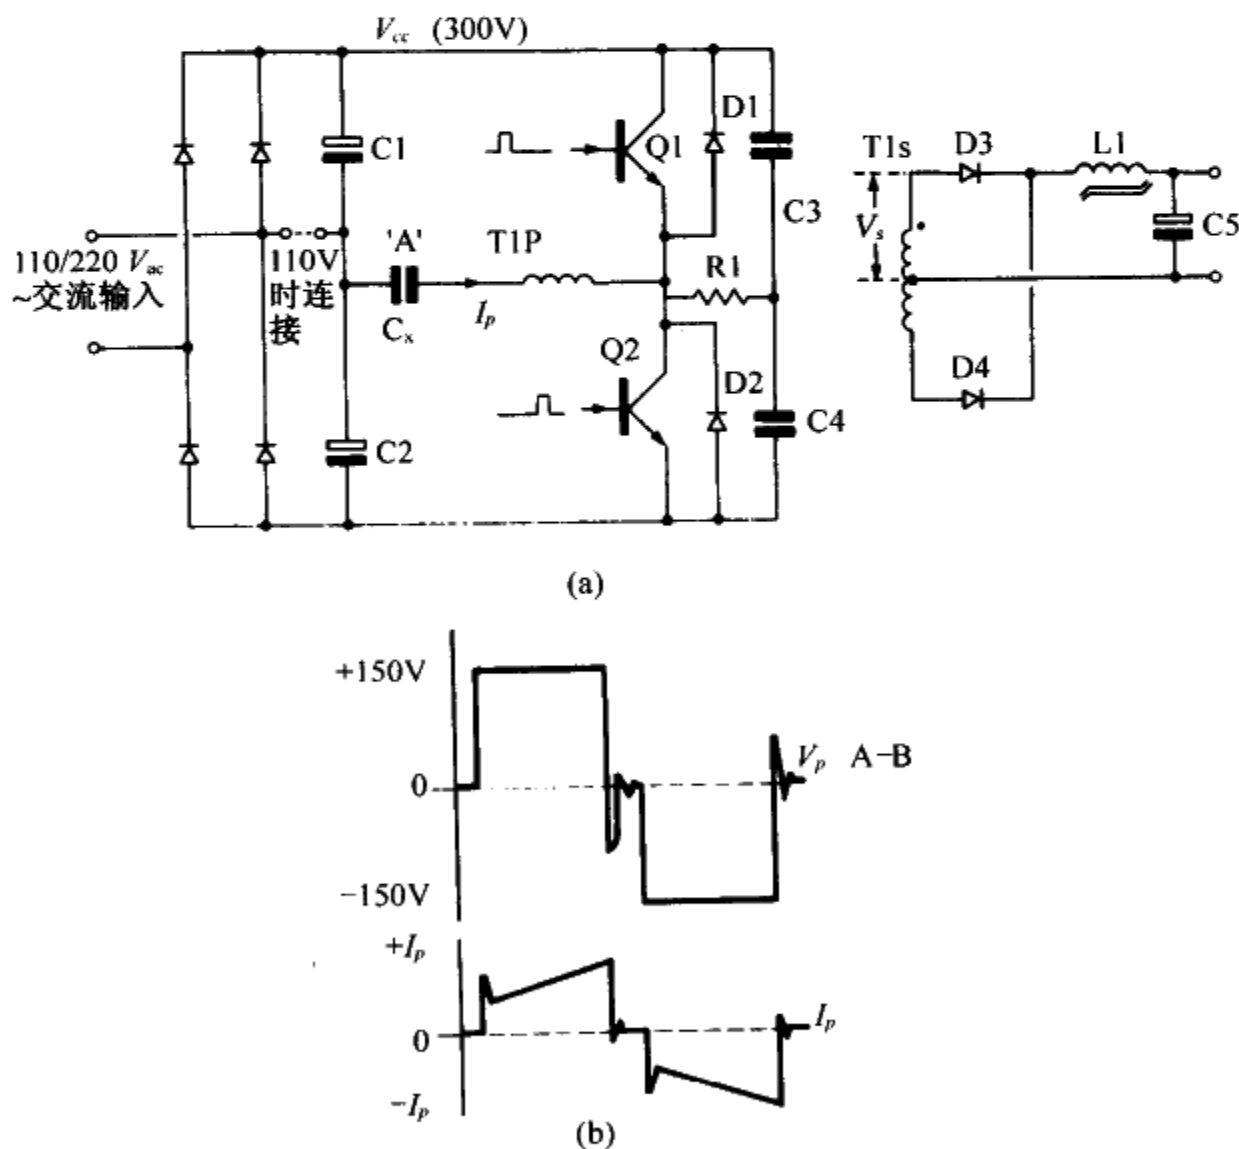 Vcc (300V)
D1
C1
Q1
T1s
D3
L1
C3
Vs
C5
'A'
T1P
110/220 Vac
~交流输入
110V
时连
接
R1
Ip
Cx
Q2
D2
D4
C2
C4
(a)
+150V
Vp A-B
0
-150V
+Ip
Ip
0
-Ip
(b)